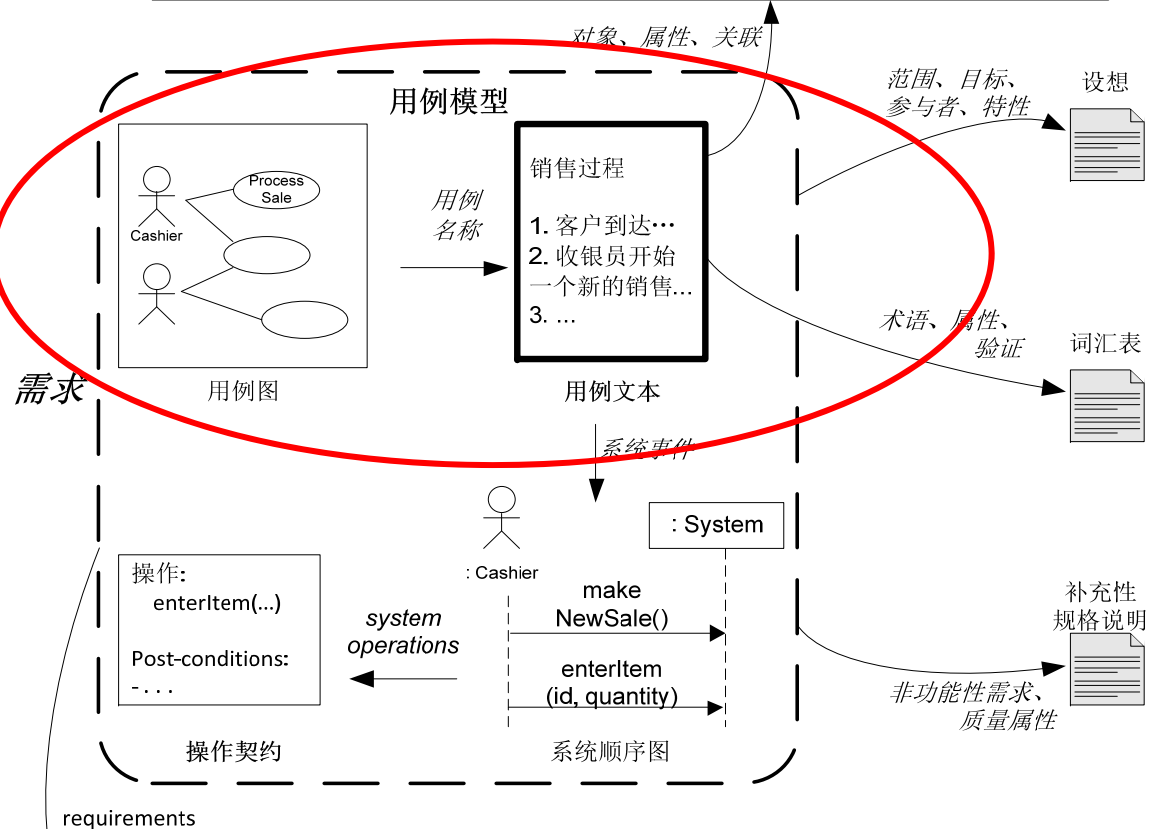 对象、属性、关联
用例模型
范围、目标、
参与者、特性
设想
Process
Sale
Cashier
用例
名称
销售过程
1. 客户到达…
2. 收银员开始
一个新的销售...
3. ...
术语、属性、
验证
词汇表
需求
用例图
用例文本
系统事件
: System
: Cashier
操作:
enterItem(...)
Post-conditions:
- . . .
system
operations
make
NewSale()
enterItem
(id, quantity)
补充性
规格说明
非功能性需求、
质量属性
操作契约
系统顺序图
requirements